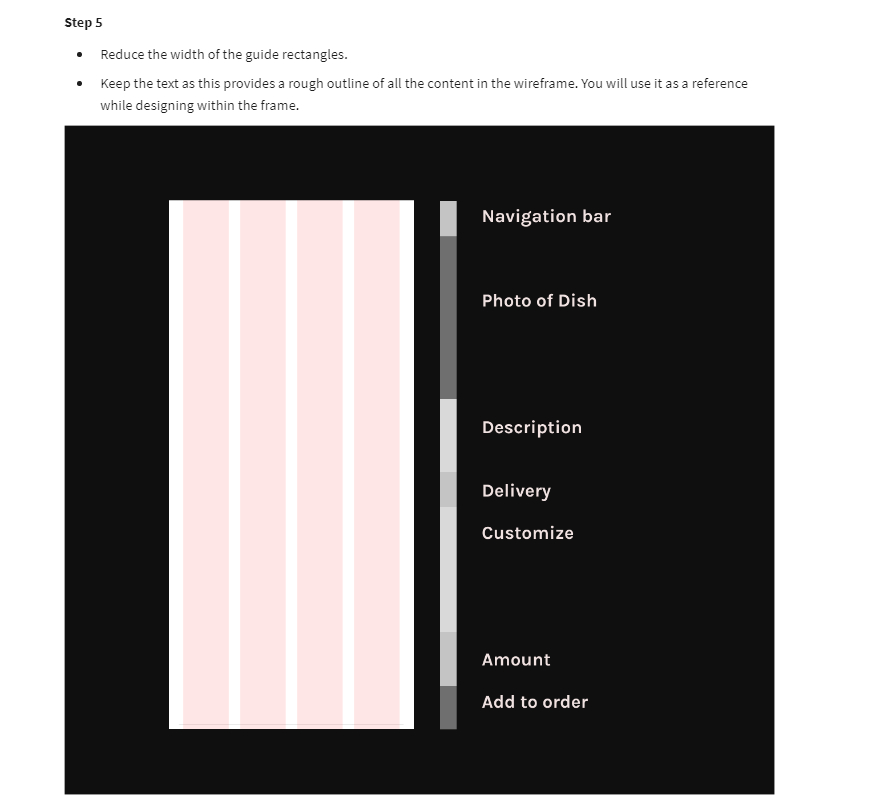 Step 5
Reduce the width of the guide rectangles.
Keep the text as this provides a rough outline of all the content in the wireframe. You will use it as a reference
while designing within the frame.
Navigation bar
Photo of Dish
Description
Delivery
Customize
Amount
Add to order